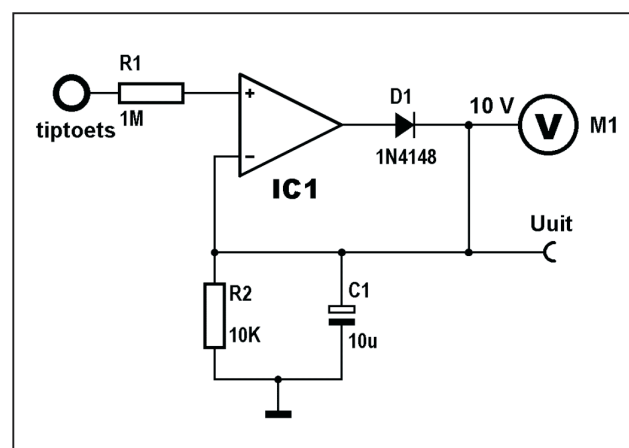 R1
1M
tiptoets
+
−
IC1
D1
1N4148
10 V
V
M1
Uuit
R2
10K
C1
10u